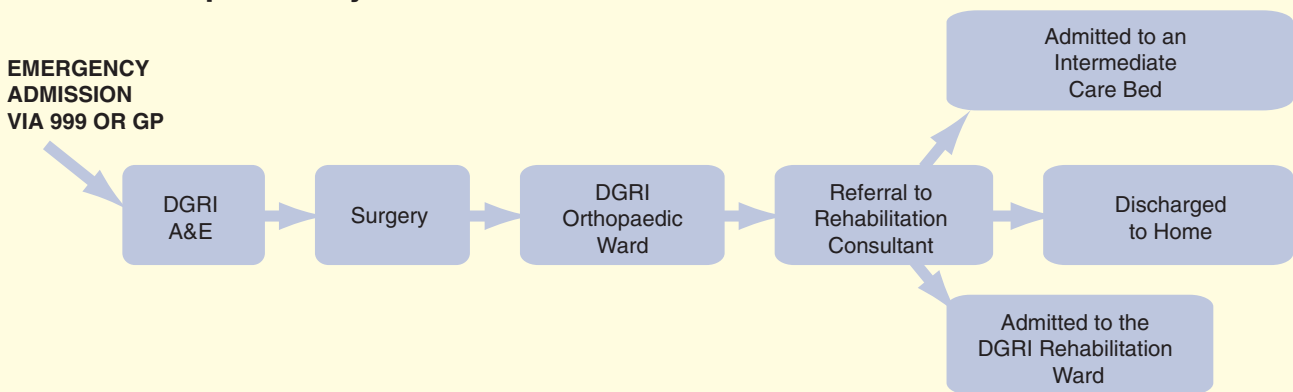 EMERGENCY
ADMISSION
VIA 999 OR GP
DGRI
A&E
Surgery
DGRI
Orthopaedic
Ward
Referral to
Rehabilitation
Consultant
Admitted to an
Intermediate
Care Bed
Discharged
to Home
Admitted to the
DGRI Rehabilitation
Ward